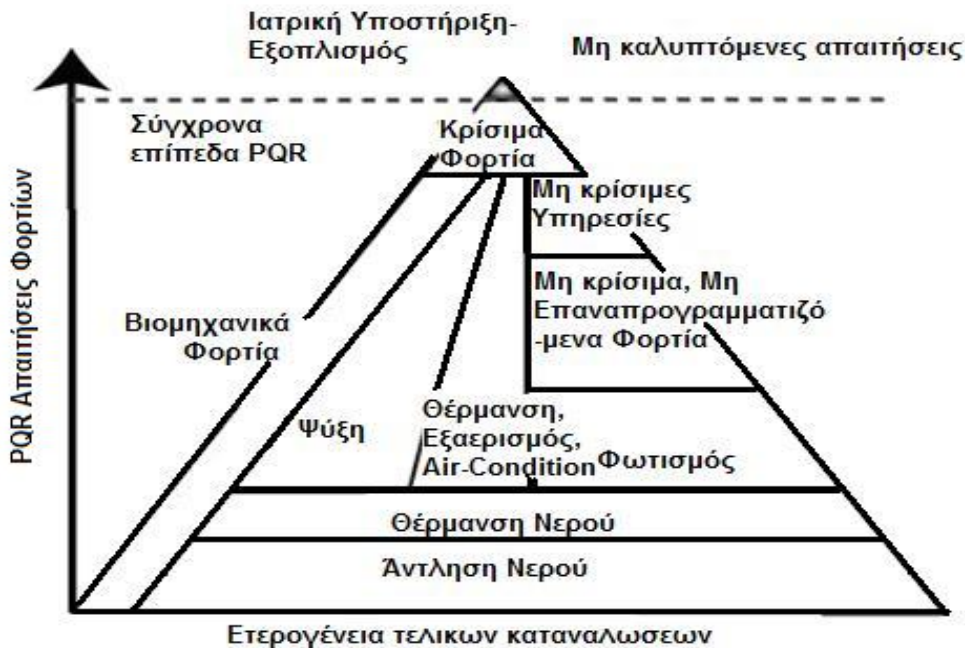 Ιατρική Υποστήριξη-
Εξοπλισμός
Μη καλυπτόμενες απαιτήσεις
Σύγχρονα
επίπεδα PQR
Κρίσιμα
Φορτία
Μη κρίσιμες
Υπηρεσίες
Μη κρίσιμα, Μη
Επαναπρογραμματιζό
-μενα Φορτία
Βιομηχανικά
Φορτία
Ψύξη
Θέρμανση,
Εξαερισμός,
Air-Condition
Φωτισμός
Θέρμανση Νερού
Άντληση Νερού
PQR Απαιτήσεις Φορτίων
Ετερογένεια τελικων καταναλωσεων